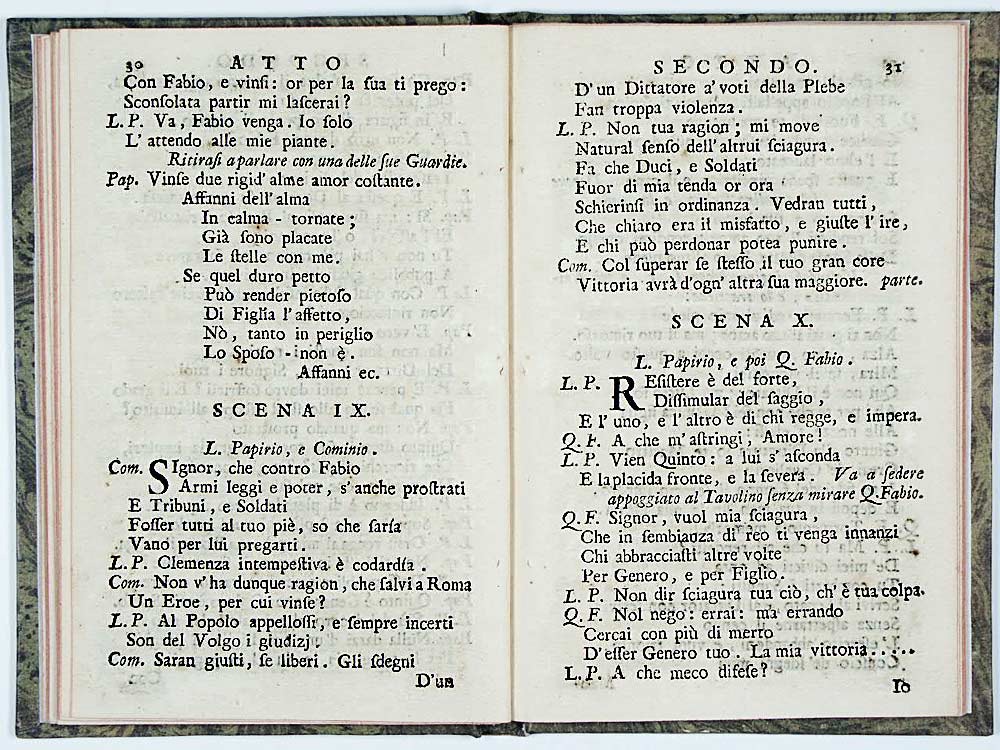 30 ATTO
Con Fabio, e vinſi: or per la ſua ti prego:
Sconſolata partir mi laſcerai?
L. P. Va, Fabio venga. Io ſolo
L' attendo alle mie piante.
Ritiraſi a parlare con una delle ſue Guardie.
Pap. Vinſe due rigid' alme amor coſtante.
Affanni dell' alma
In calma - tornate;
Già ſono placate
Le ſtelle con me.
Se quel duro petto
Può render pietoſo
Di Figlia l'affetto,
Nò, tanto in periglio
Lo Spoſo - non è.
Affanni ec.
SCENA IX.
L. Papirio, e Cominio.
Com. SIgnor, che contro Fabio
Armi leggi e poter, s' anche proſtrati
E Tribuni, e Soldati
Foſſer tutti al tuo piè, so che ſarſa
Vano per lui pregarti.
L. P. Clemenza intempeſtiva è codardſa.
Com. Non v' ha dunque ragion, che ſalvi a Roma
Un Eroe, per cui vinſe?
L. P. Al Popolo appelloſſi, e ſempre incerti
Son del Volgo i giudizj.
Com. Saran giuſti, ſe liberi. Gli ſdegni
D'un
SECONDO. 31
D' un Dittatore a' voti della Plebe
Fan troppa violenza.
L. P. Non tua ragion; mi move
Natural ſenſo dell' altrui ſciagura.
Fa che Duci, e Soldati
Fuor di mia tenda or ora
Schierinſi in ordinanza. Vedran tutti,
Che chiaro era il misfatto, e giuſte l' ire,
E chi può perdonar potea punire.
Com. Col ſuperar ſe ſteſſo il tuo gran core
Vittoria avrà d'ogn' altra ſua maggiore. parte.
SCENA X.
L. Papirio, e poi Q. Fabio.
L. P. REſiſtere è del forte,
Diſſimular del ſaggio,
E l' uno, e l' altro è di chi regge, e impera.
Q. F. A che m' aſtringi, Amore!
L. P. Vien Quinto: a lui s' aſconda
E la placida fronte, e la ſevera. Va a ſedere
appoggiato al Tavolino ſenza mirare Q. Fabio.
Q. F. Signor, vuol mia ſciagura,
Che in ſembianza di reo ti venga innanzi
Chi abbracciaſti altre volte
Per Genero, e per Figlio.
L. P. Non dir ſciagura tua ciò, ch' è tua colpa.
Q. F. Nol nego: errai: ma errando
Cercai con più di merto
D' eſſer Genero tuo. La mia vittoria.....
L. P. A che meco difeſe?
Io